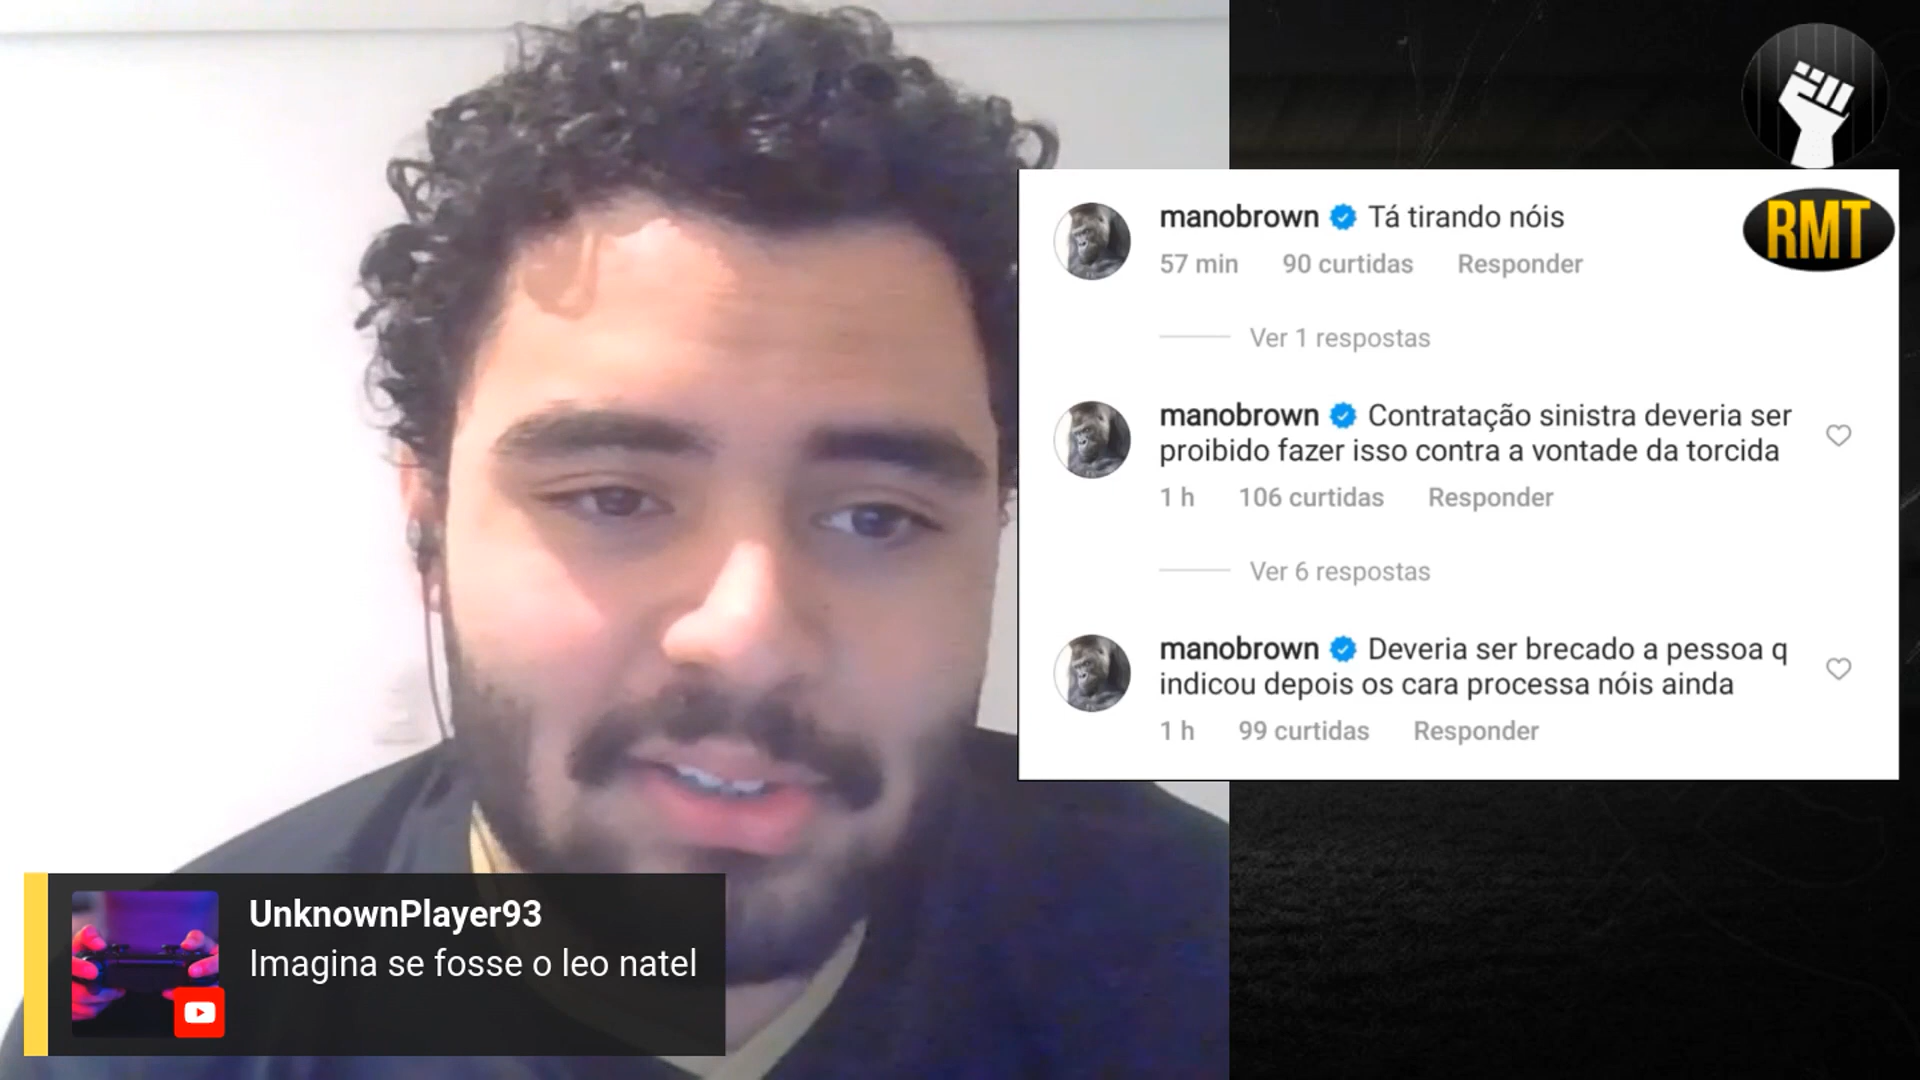 RMT
manobrown Tá tirando nóis
57 min 90 curtidas Responder
Ver 1 respostas
manobrown Contratação sinistra deveria ser
proibido fazer isso contra a vontade da torcida
1 h 106 curtidas Responder
Ver 6 respostas
manobrown Deveria ser brecado a pessoa q
indicou depois os cara processa nóis ainda
1 h 99 curtidas Responder
UnknownPlayer93
Imagina se fosse o leo natel